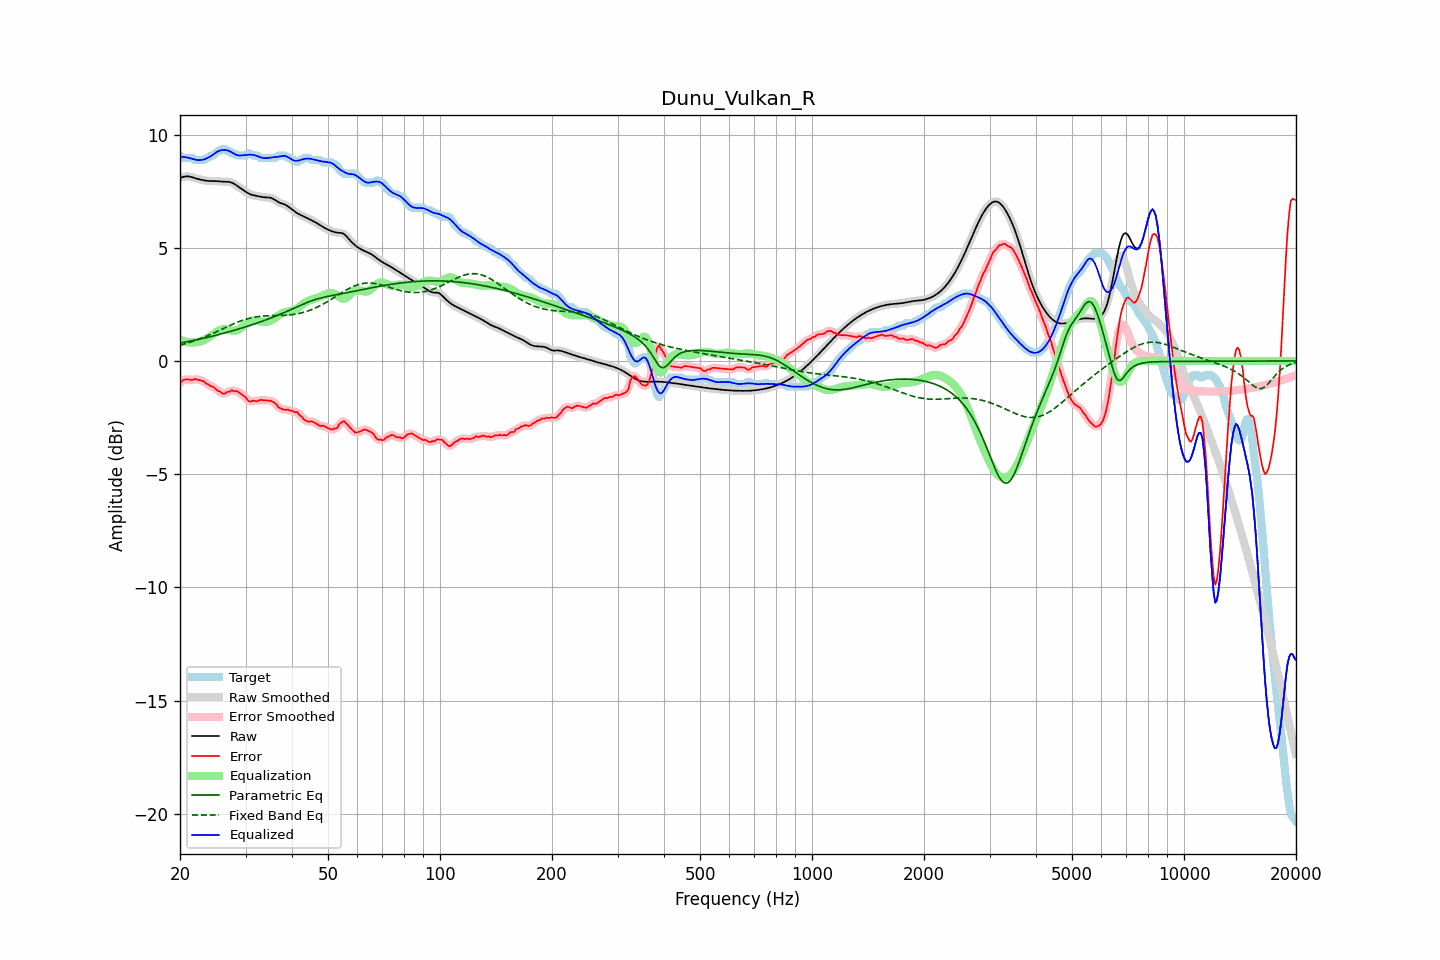 Dunu_Vulkan_R
Amplitude (dBr)
10
5
0
−5
−10
−15
−20
Target
Raw Smoothed
Error Smoothed
Raw
Error
Equalization
Parametric Eq
Fixed Band Eq
Equalized
20
50
100
200
500
1000
2000
5000
10000
20000
Frequency (Hz)